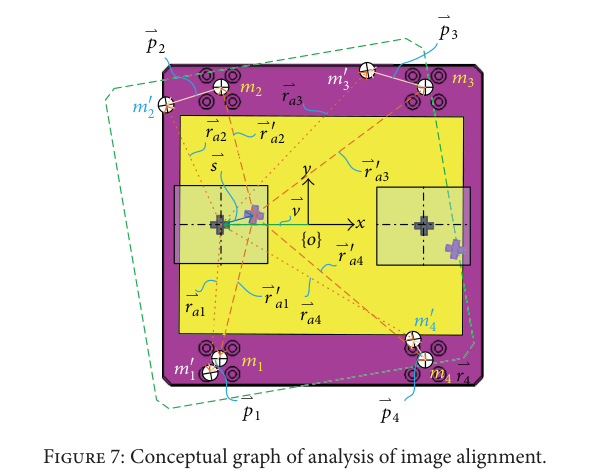 p⃗2
p⃗3
m′3
m3
m2
m′2
r⃗a3
r⃗a2
r⃗′a2
s⃗
y
r⃗′a3
v⃗
x
{o}
r⃗′a4
r⃗a1
r⃗′a1
r⃗a4
m′4
m′1
m1
m4
r⃗4
p⃗1
p⃗4
FIGURE 7: Conceptual graph of analysis of image alignment.